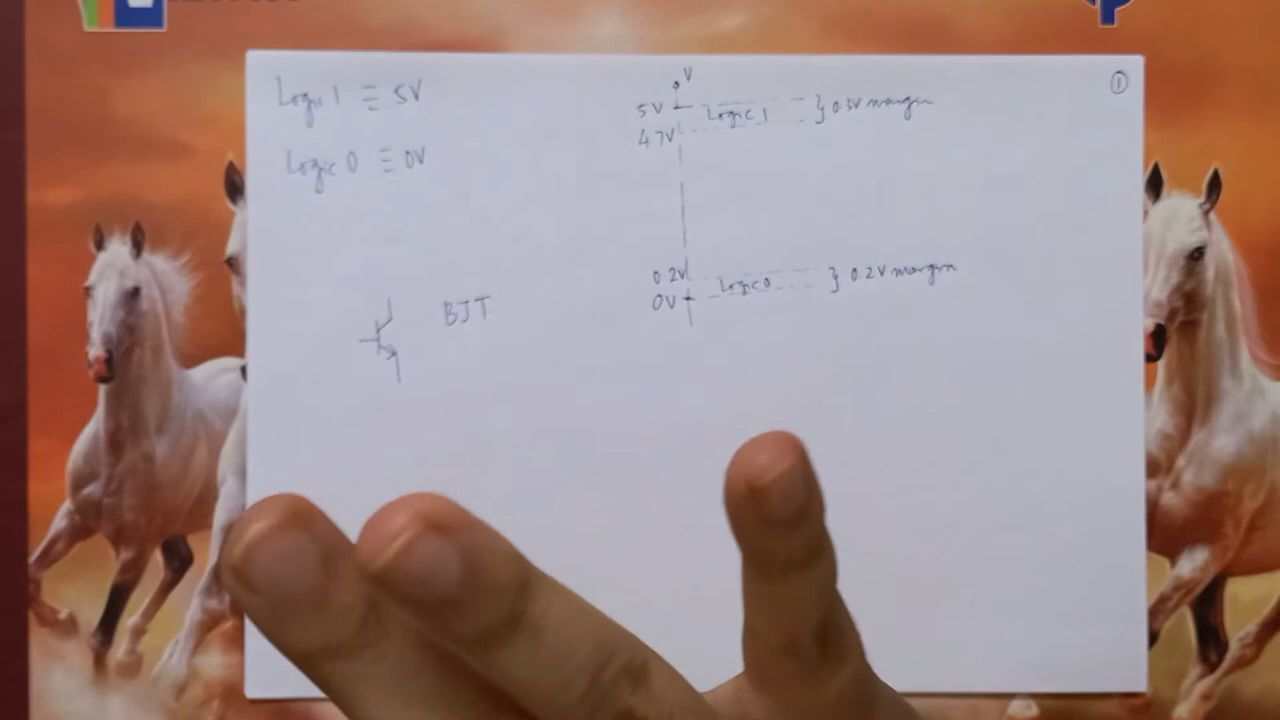 Logic 1 ≡ 5V
Logic 0 ≡ 0V
BJT
V
5V
Logic 1
} 0.3V margin
4.7V
0.2V
Logic 0
} 0.2V margin
0V
1